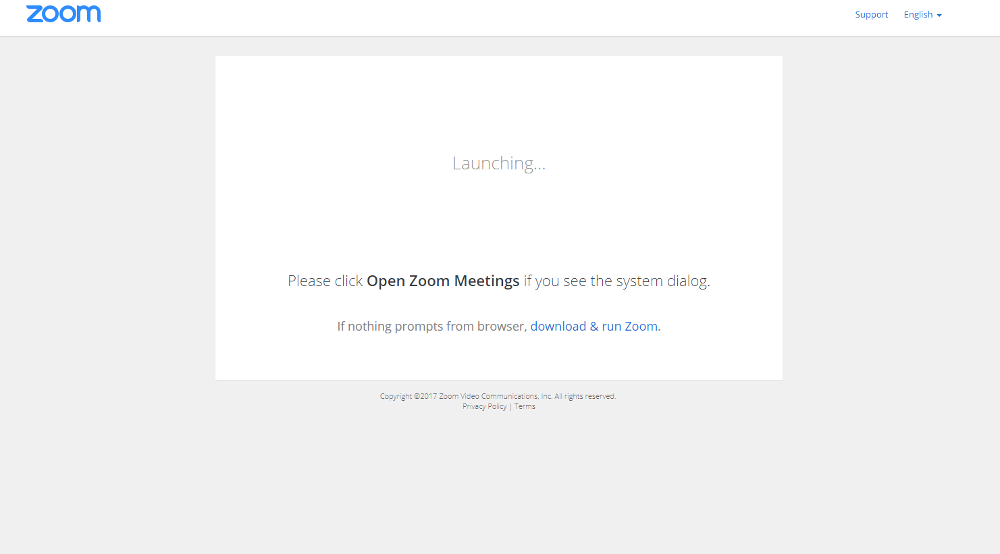 zoom
Support English
Launching...
Please click Open Zoom Meetings if you see the system dialog.
If nothing prompts from browser, download & run Zoom.
Copyright ©2017 Zoom Video Communications, Inc. All rights reserved.
Privacy Policy | Terms